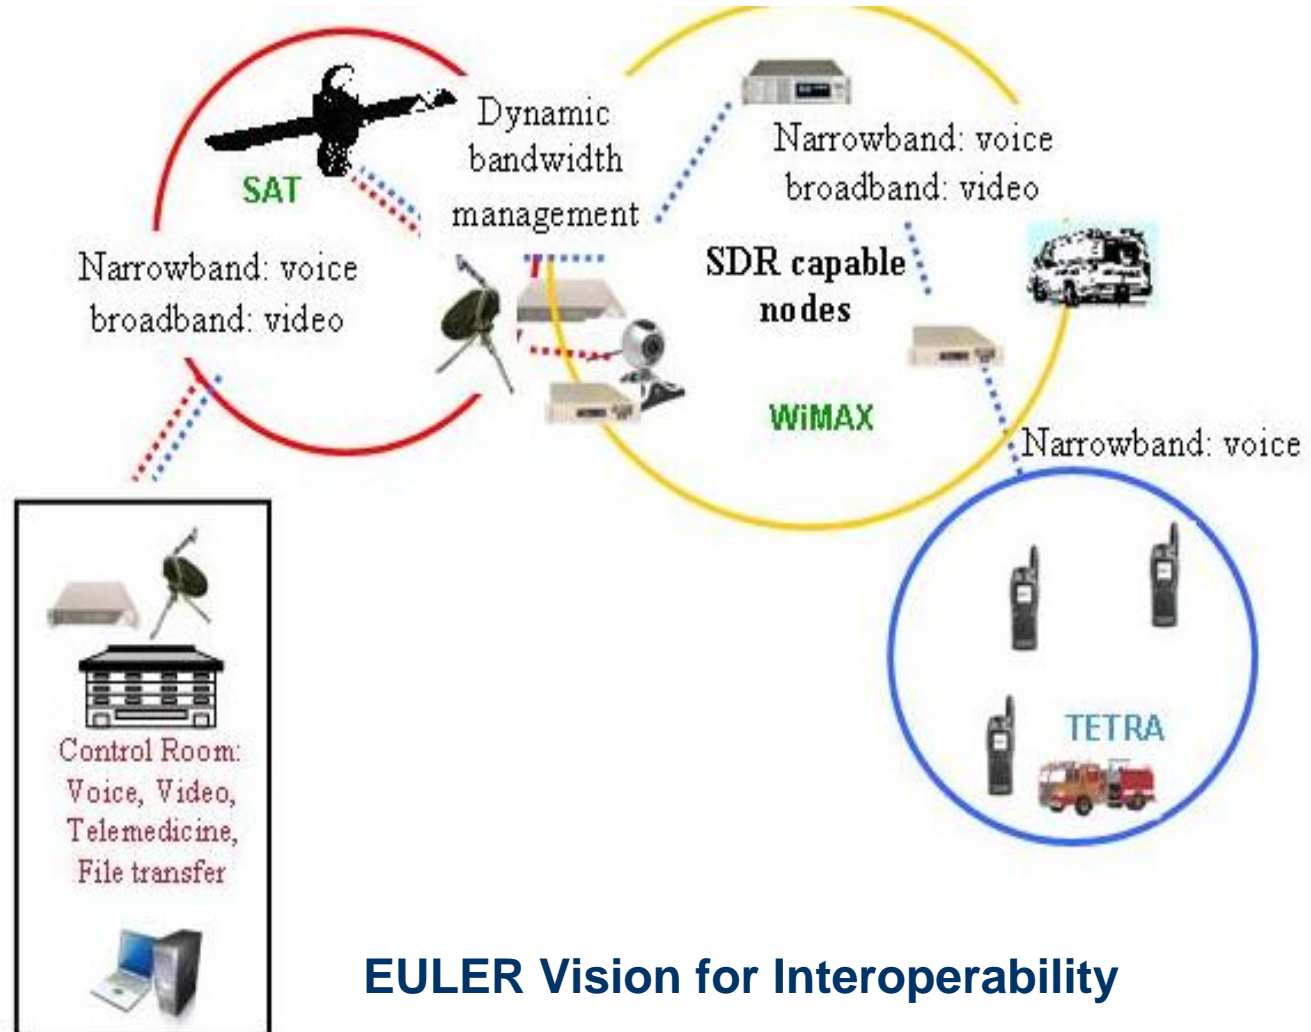 Dynamic
bandwidth
management
SAT
Narrowband: voice
broadband: video
Narrowband: voice
broadband: video
SDR capable
nodes
WiMAX
Narrowband: voice
TETRA
Control Room:
Voice, Video,
Telemedicine,
File transfer
EULER Vision for Interoperability